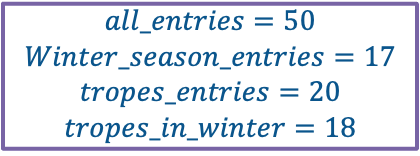 all_entries = 50
Winter_season_entries = 17
tropes_entries = 20
tropes_in_winter = 18